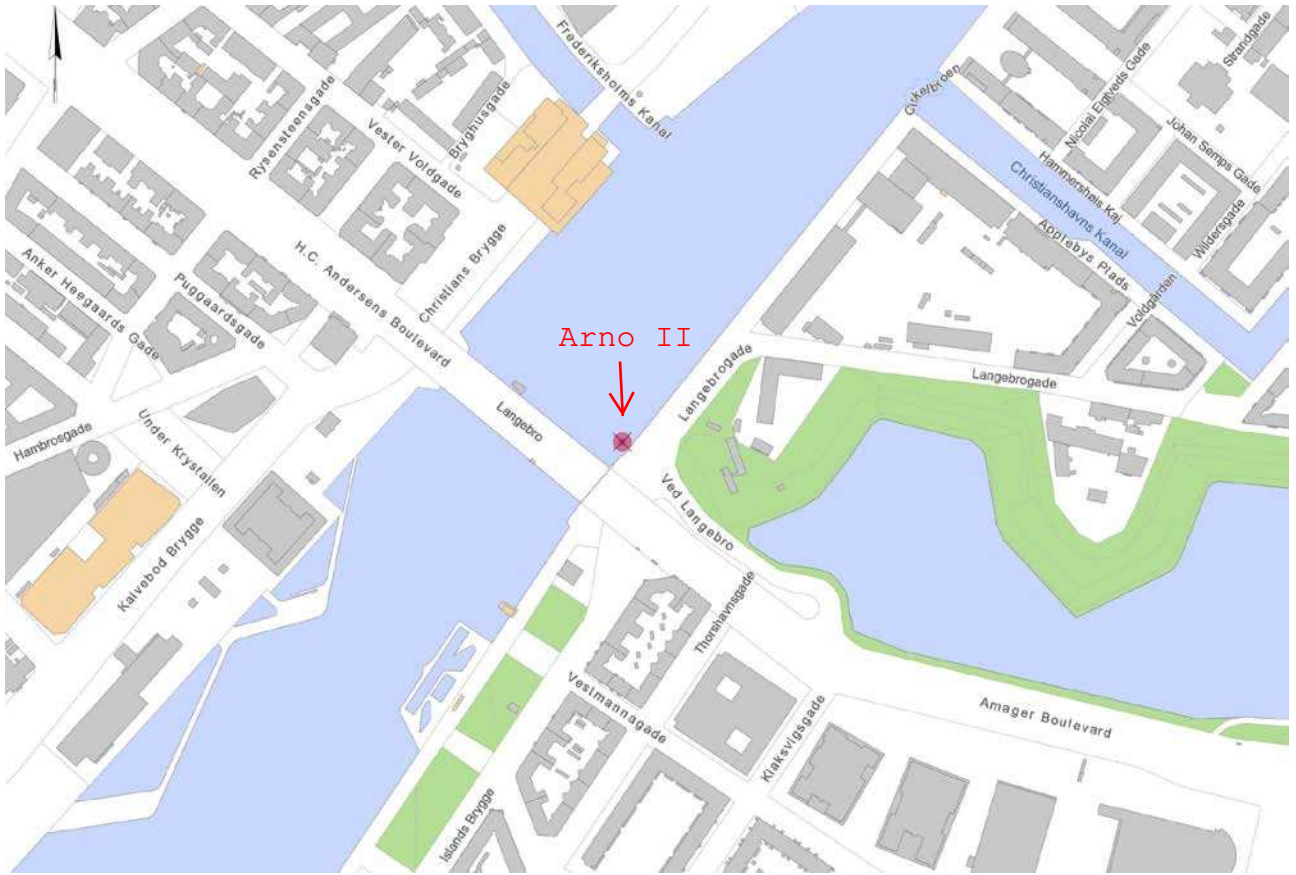 Frederiksholms Kanal
Cykelbroen
Nicolai Eigtveds Gade
Strandgade
Rysensteensgade
Vester Voldgade
Bryghusgade
Johan Semps Gade
Hammershøis Kaj
Christianshavns Kanal
Wildersgade
Applebys Plads
Voldgården
Anker Heegaards Gade
Puggaardsgade
H.C. Andersens Boulevard
Christians Brygge
Arno II
Langebrogade
Langebrogade
Langebro
Hambrosgade
Under Krystallen
Kalvebod Brygge
Ved Langebro
Thorshavnsgade
Vestmannagade
Klaksvigsgade
Amager Boulevard
Islands Brygge